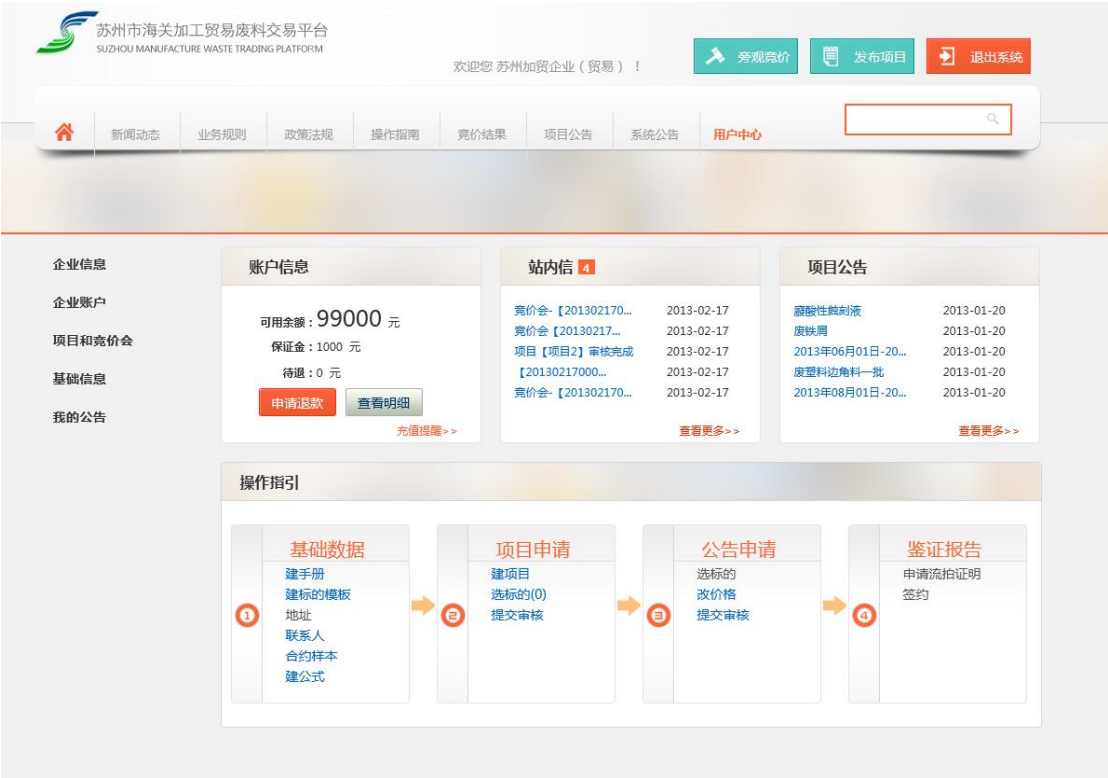 苏州市海关加工贸易废料交易平台
SUZHOU MANUFACTURE WASTE TRADING PLATFORM
欢迎您 苏州加贸企业（贸易）！
旁观竞价
发布项目
退出系统
新闻动态
业务规则
政策法规
操作指南
竞价结果
项目公告
系统公告
用户中心
企业信息
企业账户
项目和竞价会
基础信息
我的公告
账户信息
可用余额：99000 元
保证金：1000 元
待退：0 元
申请退款
查看明细
充值提醒>>
站内信 4
竞价会-【201302170... 2013-02-17
竞价会【20130217... 2013-02-17
项目【项目2】审核完成 2013-02-17
【20130217000... 2013-02-17
竞价会-【201302170... 2013-02-17
查看更多>>
项目公告
废酸性蚀刻液 2013-01-20
废铁屑 2013-01-20
2013年06月01日-20... 2013-01-20
废塑料边角料一批 2013-01-20
2013年08月01日-20... 2013-01-20
查看更多>>
操作指引
1
基础数据
建手册
建标的模板
地址
联系人
合约样本
建公式
2
项目申请
建项目
选标的(0)
提交审核
3
公告申请
选标的
改价格
提交审核
4
鉴证报告
申请流拍证明
签约